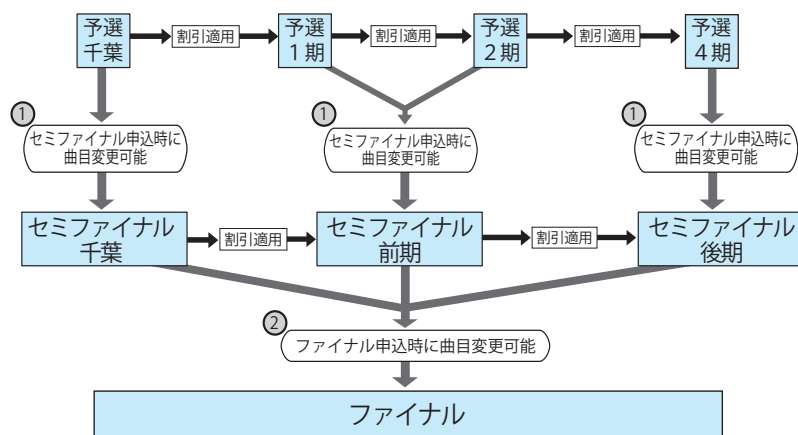 予選
千葉
割引適用
予選
1期
割引適用
予選
2期
割引適用
予選
4期
①
セミファイナル申込時に
曲目変更可能
①
セミファイナル申込時に
曲目変更可能
①
セミファイナル申込時に
曲目変更可能
セミファイナル
千葉
割引適用
セミファイナル
前期
割引適用
セミファイナル
後期
②
ファイナル申込時に曲目変更可能
ファイナル